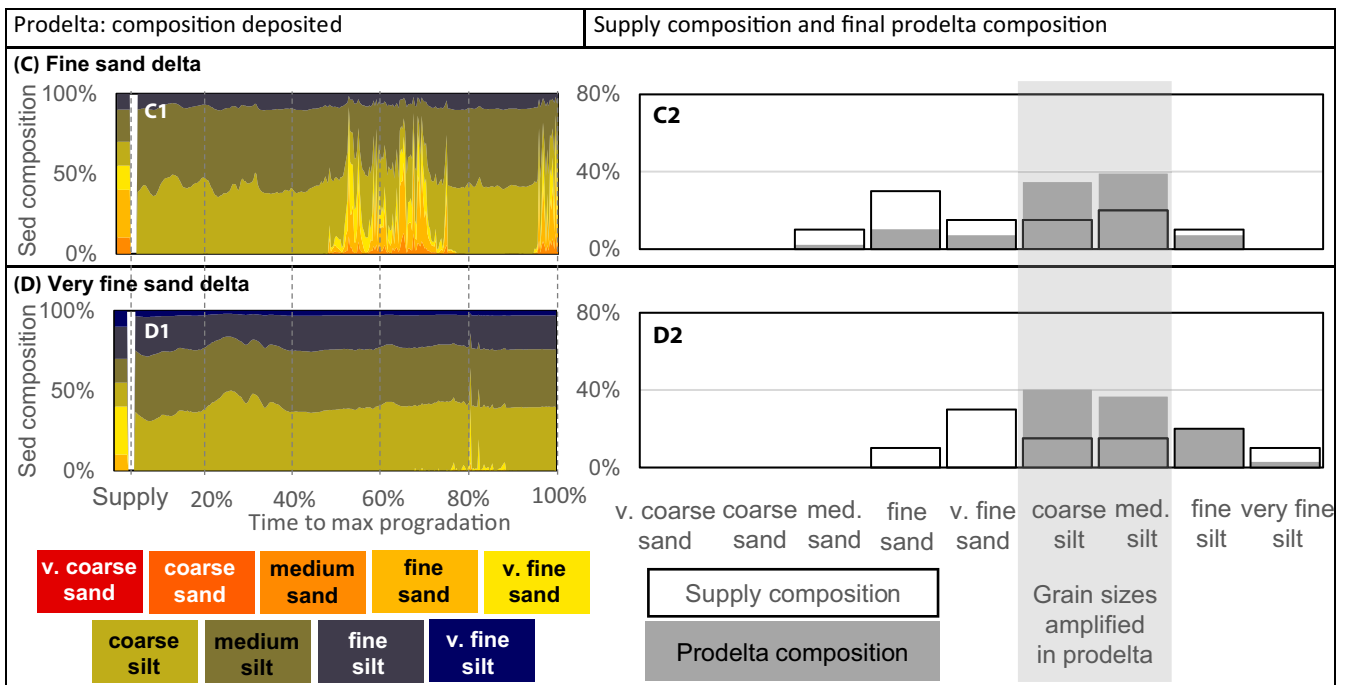 Prodelta: composition deposited
Supply composition and final prodelta composition
(C) Fine sand delta
Sed composition
100%
50%
0%
C1
80%
40%
0%
C2
(D) Very fine sand delta
Sed composition
100%
50%
0%
D1
80%
40%
0%
D2
Supply 20% 40% 60% 80% 100%
Time to max progradation
v. coarse
sand
coarse
sand
med.
sand
fine
sand
v. fine
sand
coarse
silt
med.
silt
fine
silt
very fine
silt
v. coarse
sand
coarse
sand
medium
sand
fine
sand
v. fine
sand
coarse
silt
medium
silt
fine
silt
v. fine
silt
Supply composition
Prodelta composition
Grain sizes
amplified
in prodelta